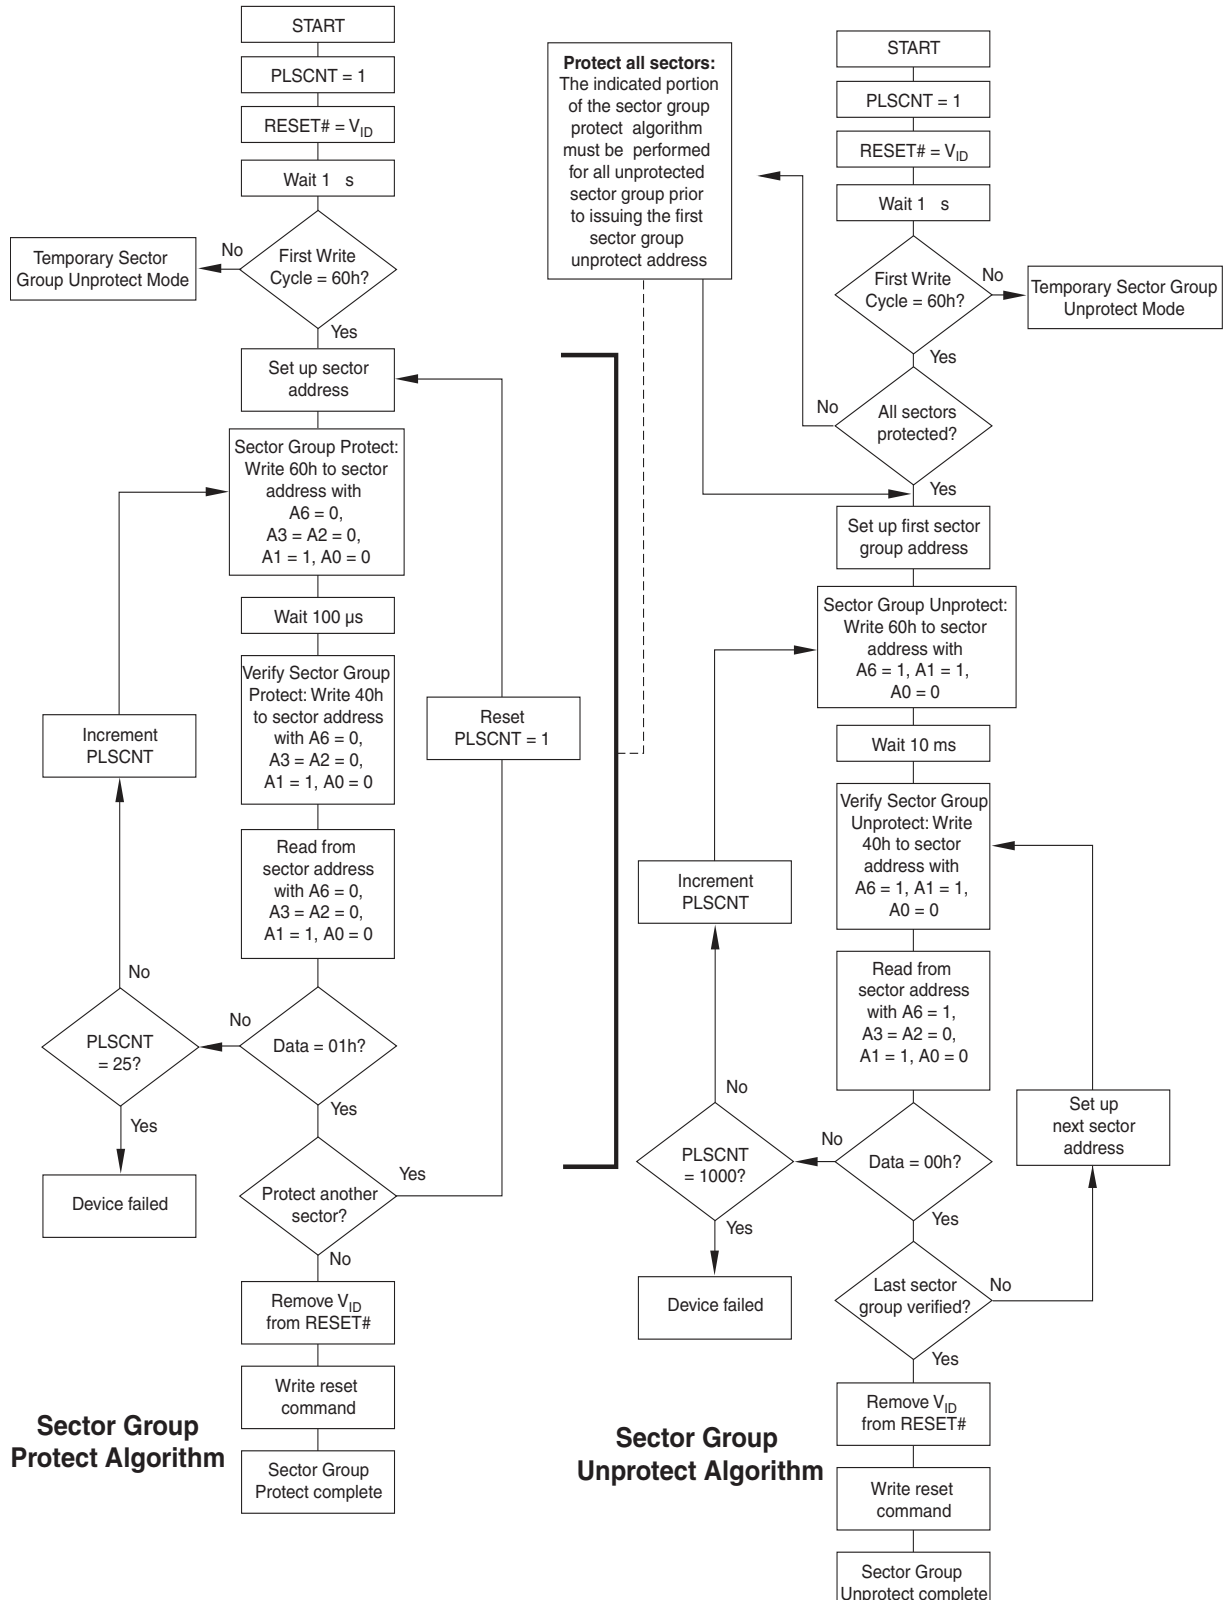 START
PLSCNT = 1
RESET# = VID
Wait 1 s
First Write
Cycle = 60h?
No
Temporary Sector
Group Unprotect Mode
Yes
Set up sector
address
Sector Group Protect:
Write 60h to sector
address with
A6 = 0,
A3 = A2 = 0,
A1 = 1, A0 = 0
Wait 100 µs
Verify Sector Group
Protect: Write 40h
to sector address
with A6 = 0,
A3 = A2 = 0,
A1 = 1, A0 = 0
Increment
PLSCNT
Reset
PLSCNT = 1
Read from
sector address
with A6 = 0,
A3 = A2 = 0,
A1 = 1, A0 = 0
No
PLSCNT
= 25?
No
Data = 01h?
Yes
Yes
Device failed
Protect another
sector?
Yes
No
Remove VID
from RESET#
Write reset
command
Sector Group
Protect complete
Sector Group
Protect Algorithm
Protect all sectors:
The indicated portion
of the sector group
protect algorithm
must be performed
for all unprotected
sector group prior
to issuing the first
sector group
unprotect address
START
PLSCNT = 1
RESET# = VID
Wait 1 s
First Write
Cycle = 60h?
No
Temporary Sector Group
Unprotect Mode
Yes
No
All sectors
protected?
Yes
Set up first sector
group address
Sector Group Unprotect:
Write 60h to sector
address with
A6 = 1, A1 = 1,
A0 = 0
Wait 10 ms
Verify Sector Group
Unprotect: Write
40h to sector
address with
A6 = 1, A1 = 1,
A0 = 0
Increment
PLSCNT
Read from
sector address
with A6 = 1,
A3 = A2 = 0,
A1 = 1, A0 = 0
No
PLSCNT
= 1000?
No
Data = 00h?
Set up
next sector
address
Yes
Yes
Device failed
Last sector
group verified?
No
Yes
Remove VID
from RESET#
Write reset
command
Sector Group
Unprotect complete
Sector Group
Unprotect Algorithm